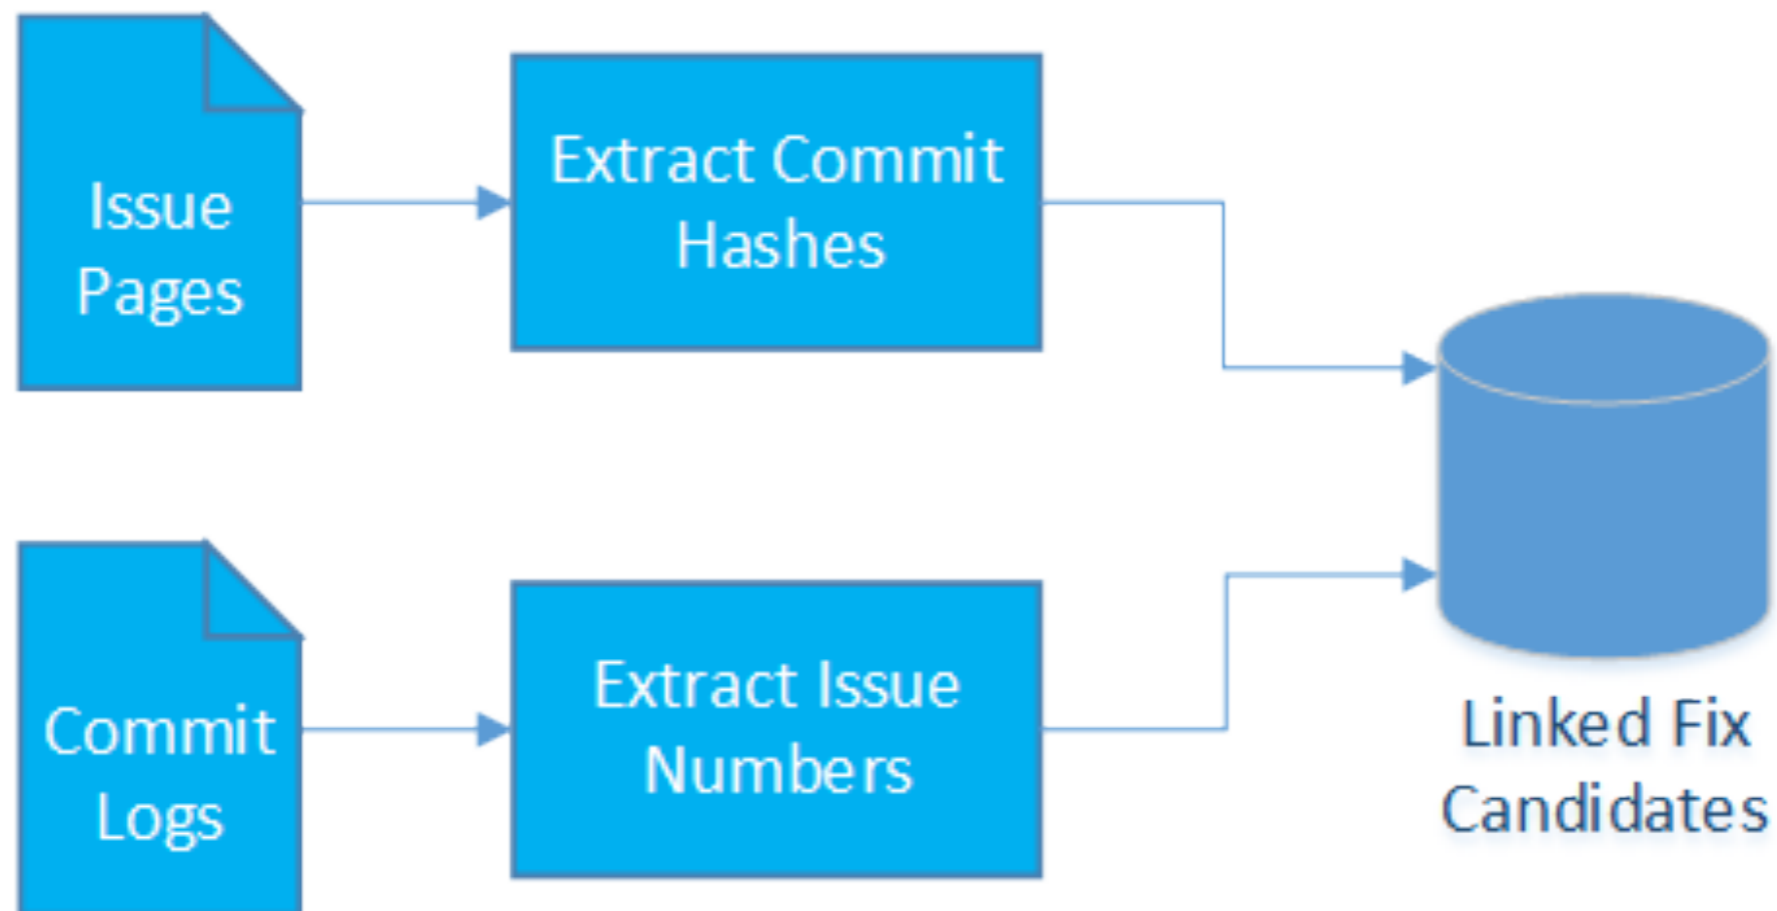 Issue
Pages
Extract Commit
Hashes
Commit
Logs
Extract Issue
Numbers
Linked Fix
Candidates